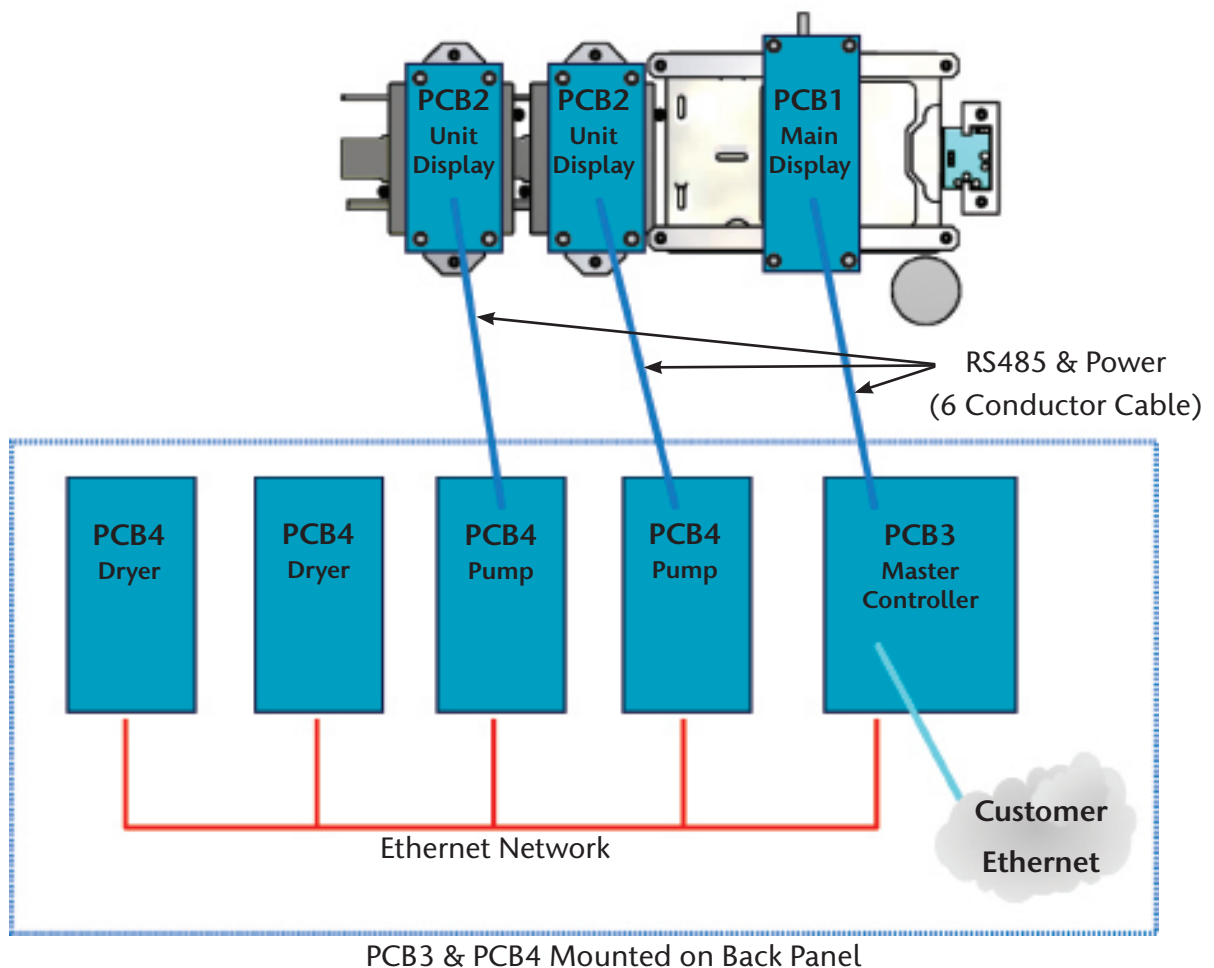 PCB2
Unit
Display
PCB2
Unit
Display
PCB1
Main
Display
RS485 & Power
(6 Conductor Cable)
PCB4
Dryer
PCB4
Dryer
PCB4
Pump
PCB4
Pump
PCB3
Master
Controller
Customer
Ethernet
Ethernet Network
PCB3 & PCB4 Mounted on Back Panel